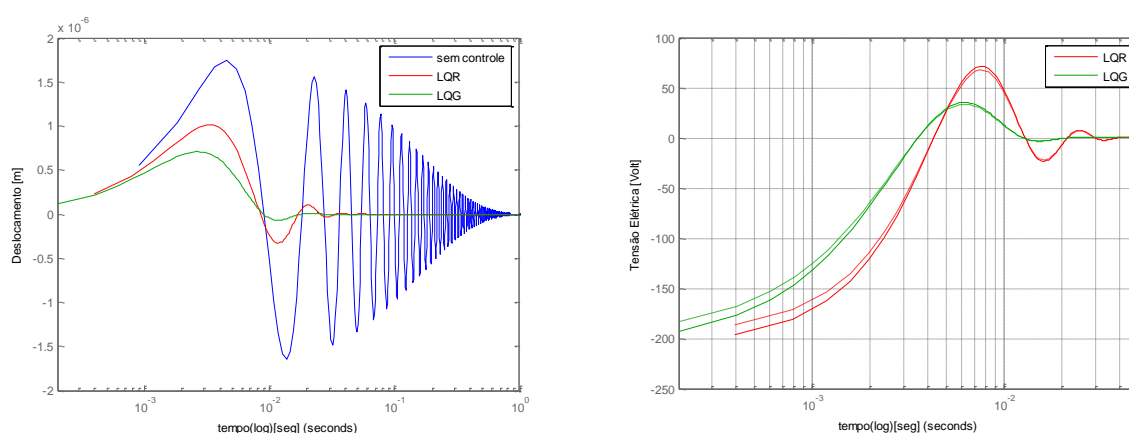 x 10-6
2
1.5
1
0.5
0
-0.5
-1
-1.5
-2
10-3
10-2
10-1
100
Deslocamento [m]
tempo(log)[seg] (seconds)
sem controle
LQR
LQG
100
50
0
-50
-100
-150
-200
-250
10-3
10-2
Tensão Elétrica [Volt]
tempo(log)[seg] (seconds)
LQR
LQG